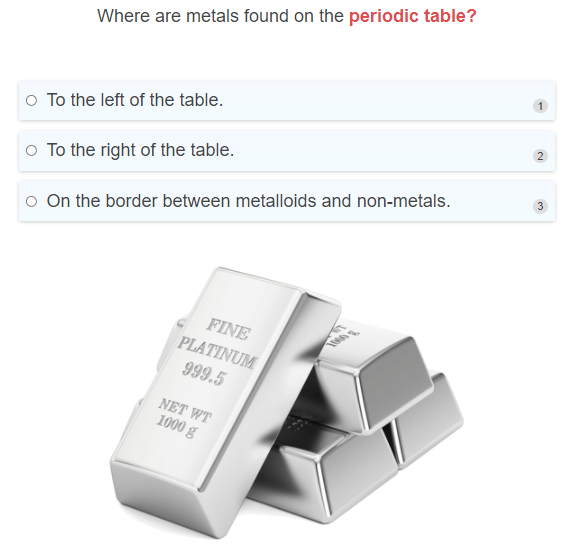 Where are metals found on the periodic table?
To the left of the table.
1
To the right of the table.
2
On the border between metalloids and non-metals.
3
FINE
PLATINUM
999.5
NET WT
1000 g
WT
1000 g